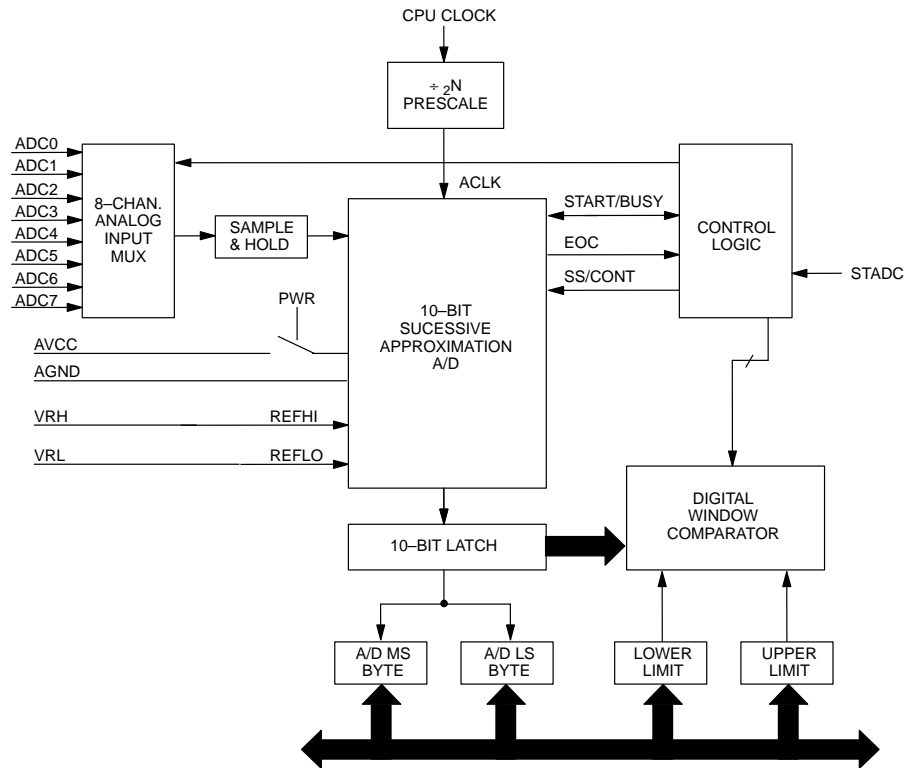 CPU CLOCK
÷ 2N
PRESCALE
ADC0
ADC1
ADC2
ADC3
ADC4
ADC5
ADC6
ADC7
8–CHAN.
ANALOG
INPUT
MUX
SAMPLE
& HOLD
ACLK
START/BUSY
EOC
SS/CONT
CONTROL
LOGIC
STADC
PWR
10–BIT
SUCESSIVE
APPROXIMATION
A/D
AVCC
AGND
VRH
REFHI
VRL
REFLO
10–BIT LATCH
DIGITAL
WINDOW
COMPARATOR
A/D MS
BYTE
A/D LS
BYTE
LOWER
LIMIT
UPPER
LIMIT